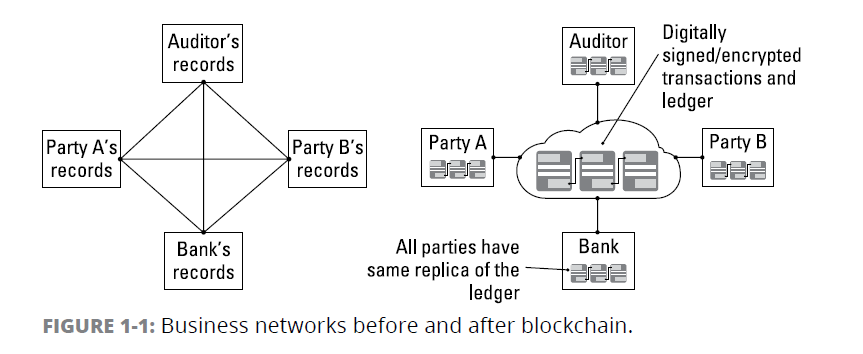 Auditor's
records
Party A's
records
Party B's
records
Bank's
records
Auditor
Digitally
signed/encrypted
transactions and
ledger
Party A
Party B
All parties have
same replica of the
ledger
Bank
FIGURE 1-1: Business networks before and after blockchain.